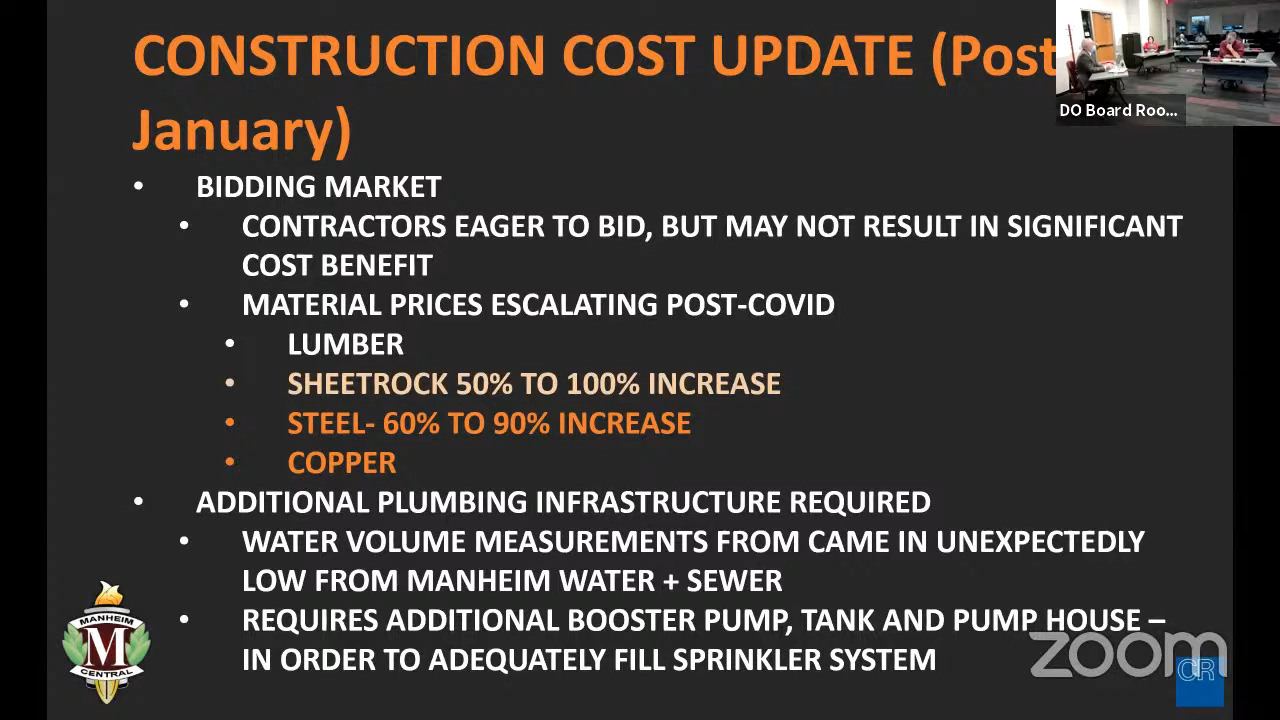 CONSTRUCTION COST UPDATE (Post
January)
DO Board Roo...
• BIDDING MARKET
• CONTRACTORS EAGER TO BID, BUT MAY NOT RESULT IN SIGNIFICANT
COST BENEFIT
• MATERIAL PRICES ESCALATING POST-COVID
• LUMBER
• SHEETROCK 50% TO 100% INCREASE
• STEEL- 60% TO 90% INCREASE
• COPPER
• ADDITIONAL PLUMBING INFRASTRUCTURE REQUIRED
• WATER VOLUME MEASUREMENTS FROM CAME IN UNEXPECTEDLY
LOW FROM MANHEIM WATER + SEWER
• REQUIRES ADDITIONAL BOOSTER PUMP, TANK AND PUMP HOUSE –
IN ORDER TO ADEQUATELY FILL SPRINKLER SYSTEM
MANHEIM
M
CENTRAL
zoom
CR